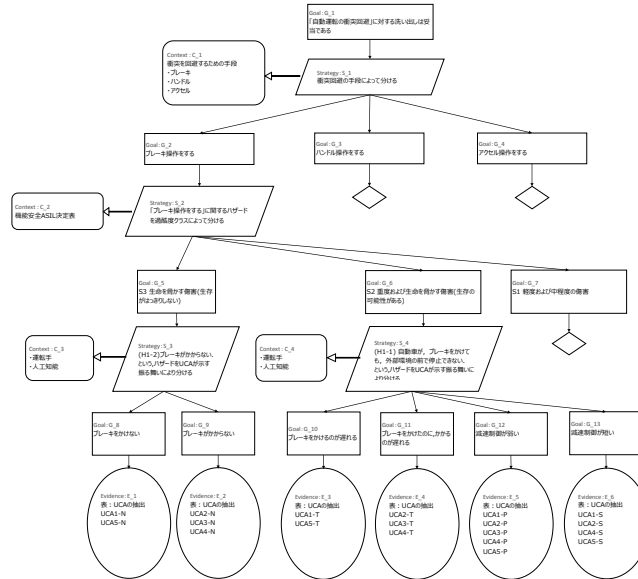 Goal: G_1
「自動運転の衝突回避」に対する洗い出しは妥
当である
Context : C_1
衝突を回避するための手段
・ブレーキ
・ハンドル
・アクセル
Strategy: S_1
衝突回避の手段によって分ける
Goal: G_2
ブレーキ操作をする
Goal: G_3
ハンドル操作をする
Goal: G_4
アクセル操作をする
Context : C_2
機能安全ASIL決定表
Strategy: S_2
「ブレーキ操作をする」に関するハザード
を過酷度クラスによって分ける
Goal: G_5
S3 生命を脅かす傷害(生存
がはっきりしない)
Goal: G_6
S2 重度および生命を脅かす傷害(生存の
可能性がある)
Goal: G_7
S1 軽度および中程度の傷害
Context : C_3
・運転手
・人工知能
Strategy: S_3
(H1-2)ブレーキがかからない、
という,ハザードをUCAが示す
振る舞いにより分ける
Context : C_4
・運転手
・人工知能
Strategy: S_4
(H1-1) 自動車が，ブレーキをかけ
ても，外部環境の前で停止できない、
というハザードをUCAが示す振る舞いに
より分ける
Goal: G_8
ブレーキをかけない
Goal: G_9
ブレーキがかからない
Goal: G_10
ブレーキをかけるのが遅れる
Goal: G_11
ブレーキをかけたのに,かかる
のが遅れる
Goal: G_12
減速制御が弱い
Goal: G_13
減速制御が短い
Evidence: E_1
表：UCAの抽出
UCA1-N
UCA5-N
Evidence: E_2
表：UCAの抽出
UCA2-N
UCA3-N
UCA4-N
Evidence: E_3
表：UCAの抽出
UCA1-T
UCA5-T
Evidence: E_4
表：UCAの抽出
UCA2-T
UCA3-T
UCA4-T
Evidence: E_5
表：UCAの抽出
UCA1-P
UCA2-P
UCA3-P
UCA4-P
UCA5-P
Evidence: E_6
表：UCAの抽出
UCA1-S
UCA2-S
UCA4-S
UCA5-S